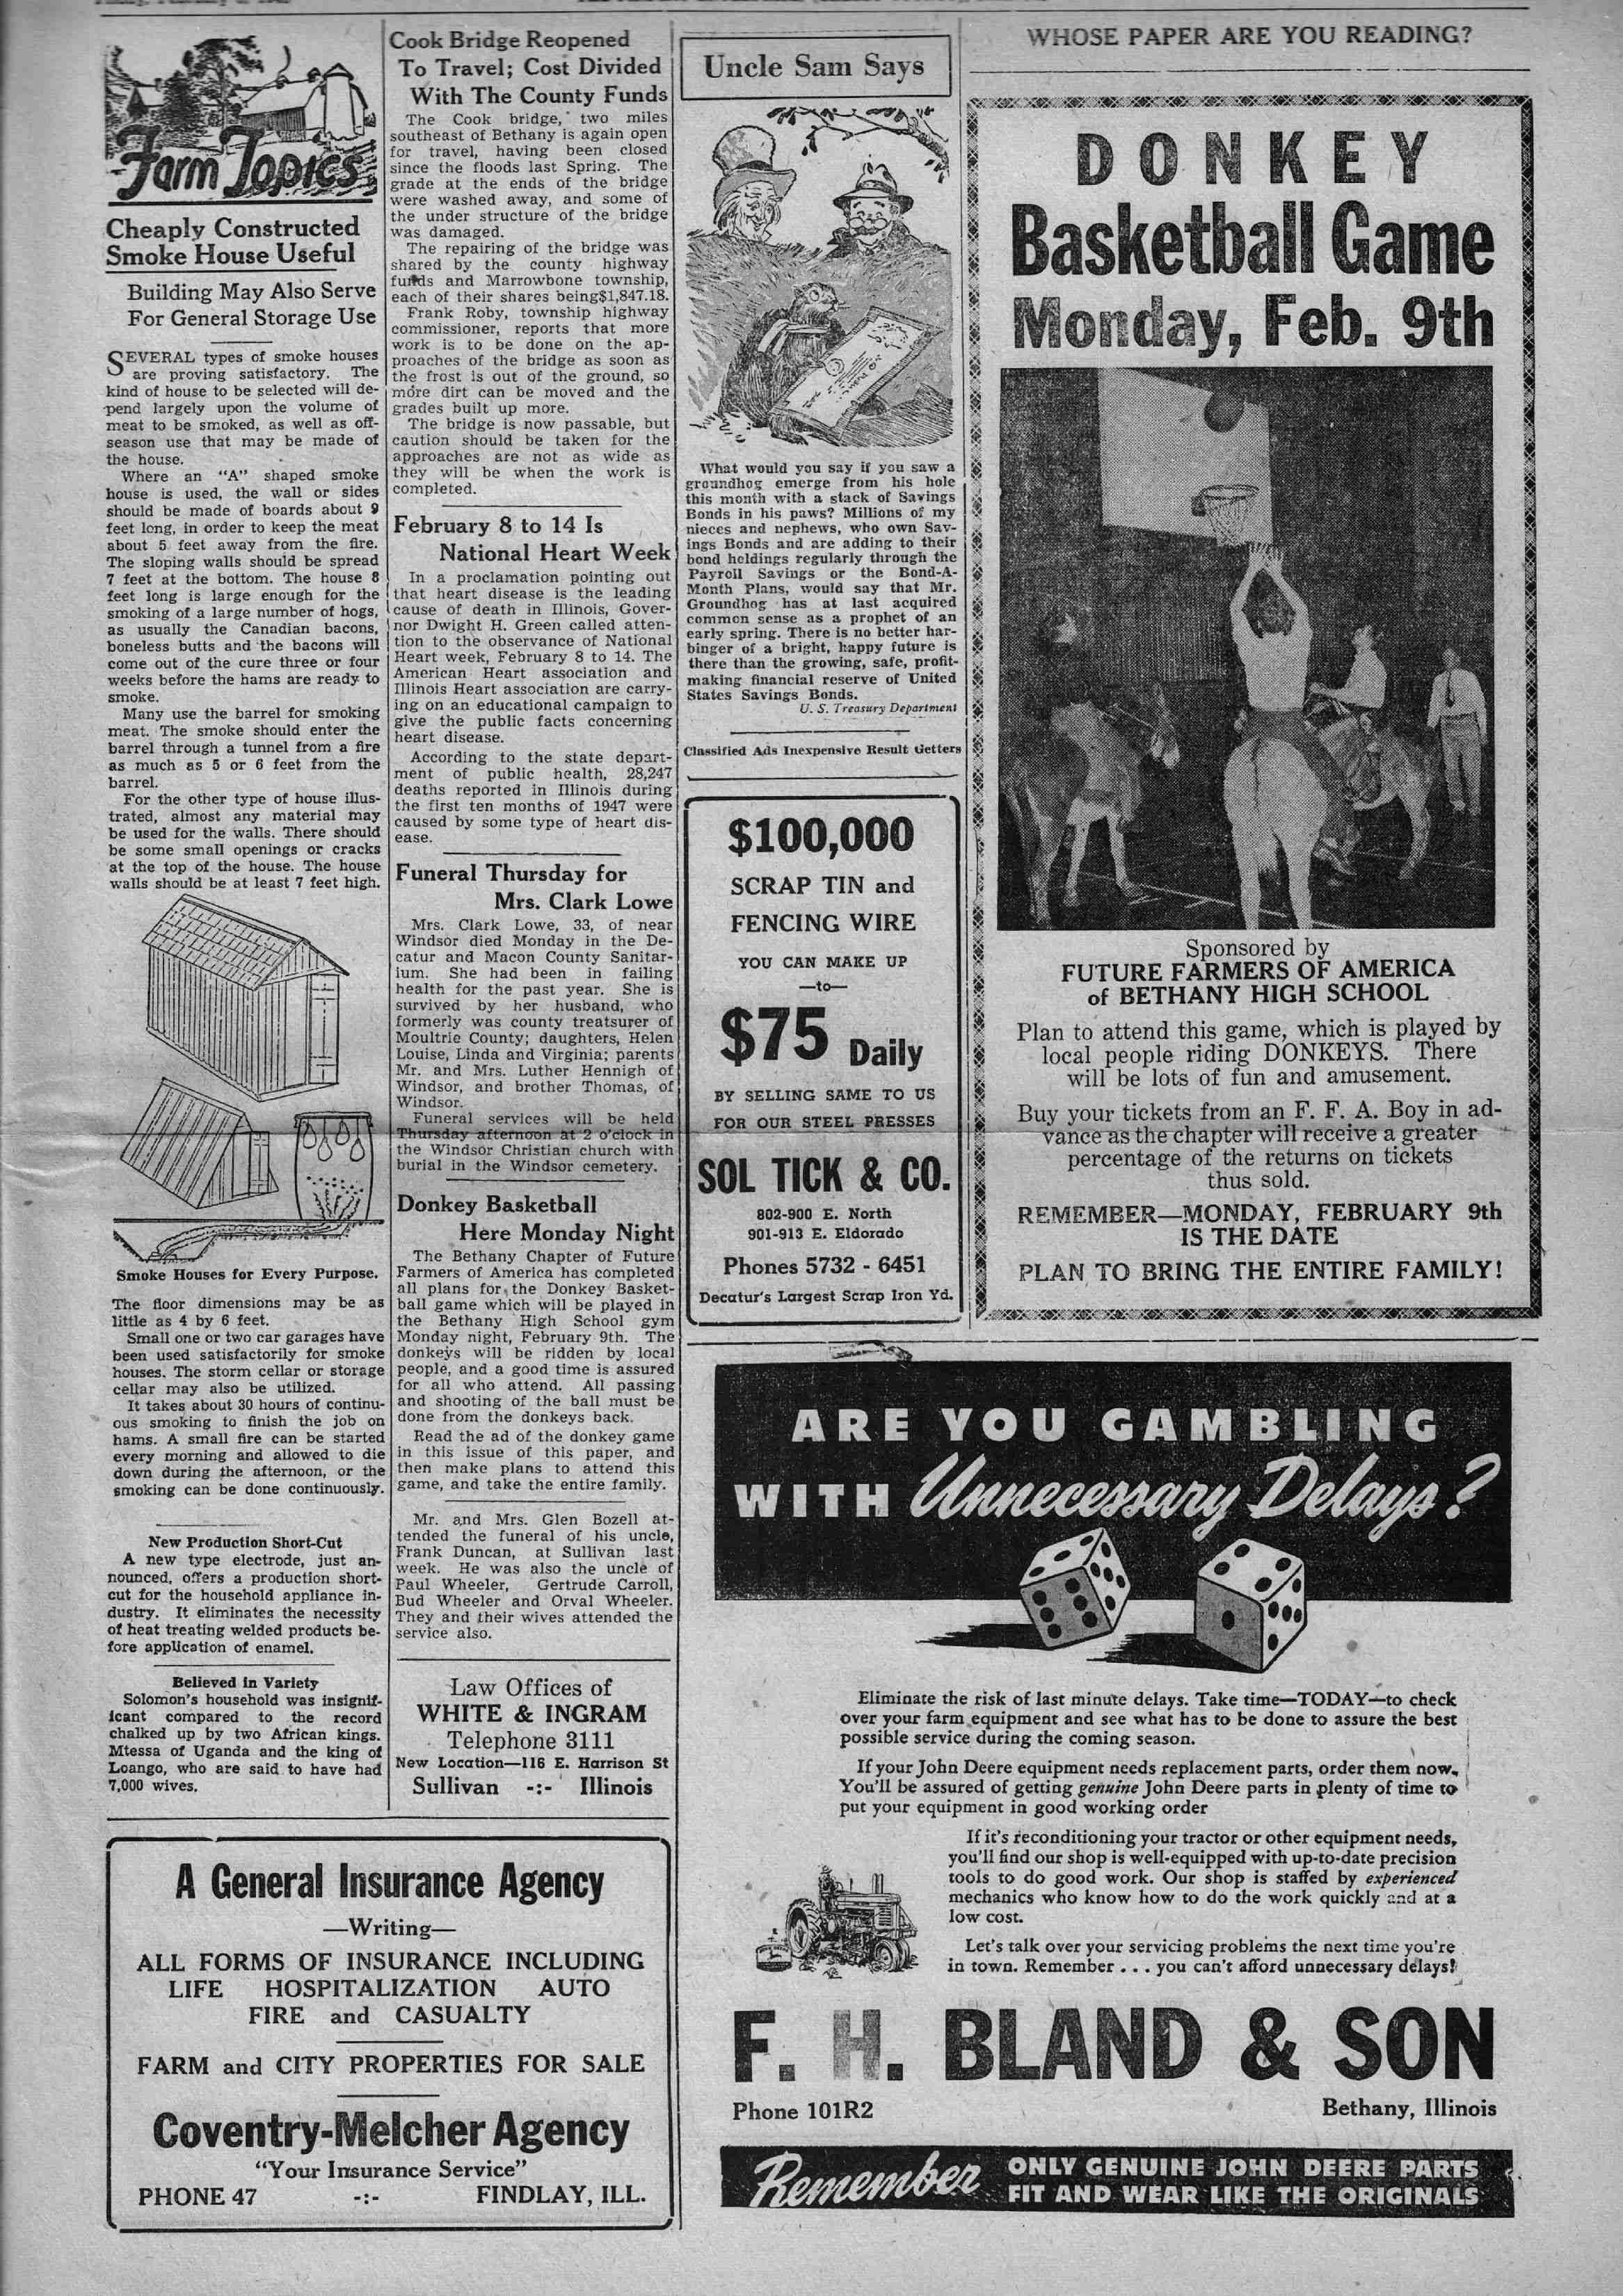 Farm Topics
Cheaply Constructed
Smoke House Useful
Building May Also Serve
For General Storage Use
SEVERAL types of smoke houses
are proving satisfactory. The
kind of house to be selected will de-
pend largely upon the volume of
meat to be smoked, as well as off-
season use that may be made of
the house.
Where an "A" shaped smoke
house is used, the wall or sides
should be made of boards about 9
feet long, in order to keep the meat
about 5 feet away from the fire.
The sloping walls should be spread
7 feet at the bottom. The house 8
feet long is large enough for the
smoking of a large number of hogs,
as usually the Canadian bacons,
boneless butts and the bacons will
come out of the cure three or four
weeks before the hams are ready to
smoke.
Many use the barrel for smoking
meat. The smoke should enter the
barrel through a tunnel from a fire
as much as 5 or 6 feet from the
barrel.
For the other type of house illus-
trated, almost any material may
be used for the walls. There should
be some small openings or cracks
at the top of the house. The house
walls should be at least 7 feet high.
Smoke Houses for Every Purpose.
The floor dimensions may be as
little as 4 by 6 feet.
Small one or two car garages have
been used satisfactorily for smoke
houses. The storm cellar or storage
cellar may also be utilized.
It takes about 30 hours of continu-
ous smoking to finish the job on
hams. A small fire can be started
every morning and allowed to die
down during the afternoon, or the
smoking can be done continuously.
New Production Short-Cut
A new type electrode, just an-
nounced, offers a production short-
cut for the household appliance in-
dustry. It eliminates the necessity
of heat treating welded products be-
fore application of enamel.
Believed in Variety
Solomon's household was insignif-
icant compared to the record
chalked up by two African kings.
Mtessa of Uganda and the king of
Loango, who are said to have had
7,000 wives.
Cook Bridge Reopened
To Travel; Cost Divided
With The County Funds
The Cook bridge, two miles
southeast of Bethany is again open
for travel, having been closed
since the floods last Spring. The
grade at the ends of the bridge
were washed away, and some of
the under structure of the bridge
was damaged.
The repairing of the bridge was
shared by the county highway
funds and Marrowbone township,
each of their shares being$1,847.18.
Frank Roby, township highway
commissioner, reports that more
work is to be done on the ap-
proaches of the bridge as soon as
the frost is out of the ground, so
more dirt can be moved and the
grades built up more.
The bridge is now passable, but
caution should be taken for the
approaches are not as wide as
they will be when the work is
completed.
February 8 to 14 Is
National Heart Week
In a proclamation pointing out
that heart disease is the leading
cause of death in Illinois, Gover-
nor Dwight H. Green called atten-
tion to the observance of National
Heart week, February 8 to 14. The
American Heart association and
Illinois Heart association are carry-
ing on an educational campaign to
give the public facts concerning
heart disease.
According to the state depart-
ment of public health, 28,247
deaths reported in Illinois during
the first ten months of 1947 were
caused by some type of heart dis-
ease.
Funeral Thursday for
Mrs. Clark Lowe
Mrs. Clark Lowe, 33, of near
Windsor died Monday in the De-
catur and Macon County Sanitar-
ium. She had been in failing
health for the past year. She is
survived by her husband, who
formerly was county treatsurer of
Moultrie County; daughters, Helen
Louise, Linda and Virginia; parents
Mr. and Mrs. Luther Hennigh of
Windsor, and brother Thomas, of
Windsor.
Funeral services will be held
Thursday afternoon at 2 o'clock in
the Windsor Christian church with
burial in the Windsor cemetery.
Donkey Basketball
Here Monday Night
The Bethany Chapter of Future
Farmers of America has completed
all plans for the Donkey Basket-
ball game which will be played in
the Bethany High School gym
Monday night, February 9th. The
donkeys will be ridden by local
people, and a good time is assured
for all who attend. All passing
and shooting of the ball must be
done from the donkeys back.
Read the ad of the donkey game
in this issue of this paper, and
then make plans to attend this
game, and take the entire family.
Mr. and Mrs. Glen Bozell at-
tended the funeral of his uncle,
Frank Duncan, at Sullivan last
week. He was also the uncle of
Paul Wheeler, Gertrude Carroll,
Bud Wheeler and Orval Wheeler.
They and their wives attended the
service also.
Law Offices of
WHITE & INGRAM
Telephone 3111
New Location—116 E. Harrison St
Sullivan -:- Illinois
A General Insurance Agency
—Writing—
ALL FORMS OF INSURANCE INCLUDING
LIFE HOSPITALIZATION AUTO
FIRE and CASUALTY
FARM and CITY PROPERTIES FOR SALE
Coventry-Melcher Agency
"Your Insurance Service"
PHONE 47 -:- FINDLAY, ILL.
Uncle Sam Says
What would you say if you saw a
groundhog emerge from his hole
this month with a stack of Savings
Bonds in his paws? Millions of my
nieces and nephews, who own Sav-
ings Bonds and are adding to their
bond holdings regularly through the
Payroll Savings or the Bond-A-
Month Plans, would say that Mr.
Groundhog has at last acquired
common sense as a prophet of an
early spring. There is no better har-
binger of a bright, happy future is
there than the growing, safe, profit-
making financial reserve of United
States Savings Bonds.
U. S. Treasury Department
Classified Ads Inexpensive Result Getters
$100,000
SCRAP TIN and
FENCING WIRE
YOU CAN MAKE UP
—to—
$75 Daily
BY SELLING SAME TO US
FOR OUR STEEL PRESSES
SOL TICK & CO.
802-900 E. North
901-913 E. Eldorado
Phones 5732 - 6451
Decatur's Largest Scrap Iron Yd.
WHOSE PAPER ARE YOU READING?
DONKEY
Basketball Game
Monday, Feb. 9th
Sponsored by
FUTURE FARMERS OF AMERICA
of BETHANY HIGH SCHOOL
Plan to attend this game, which is played by
local people riding DONKEYS. There
will be lots of fun and amusement.
Buy your tickets from an F. F. A. Boy in ad-
vance as the chapter will receive a greater
percentage of the returns on tickets
thus sold.
REMEMBER—MONDAY, FEBRUARY 9th
IS THE DATE
PLAN TO BRING THE ENTIRE FAMILY!
ARE YOU GAMBLING
WITH Unnecessary Delays?
Eliminate the risk of last minute delays. Take time—TODAY—to check
over your farm equipment and see what has to be done to assure the best
possible service during the coming season.
If your John Deere equipment needs replacement parts, order them now.
You'll be assured of getting genuine John Deere parts in plenty of time to
put your equipment in good working order
If it's reconditioning your tractor or other equipment needs,
you'll find our shop is well-equipped with up-to-date precision
tools to do good work. Our shop is staffed by experienced
mechanics who know how to do the work quickly and at a
low cost.
Let's talk over your servicing problems the next time you're
in town. Remember . . . you can't afford unnecessary delays!
F. H. BLAND & SON
Phone 101R2 Bethany, Illinois
Remember ONLY GENUINE JOHN DEERE PARTS
FIT AND WEAR LIKE THE ORIGINALS